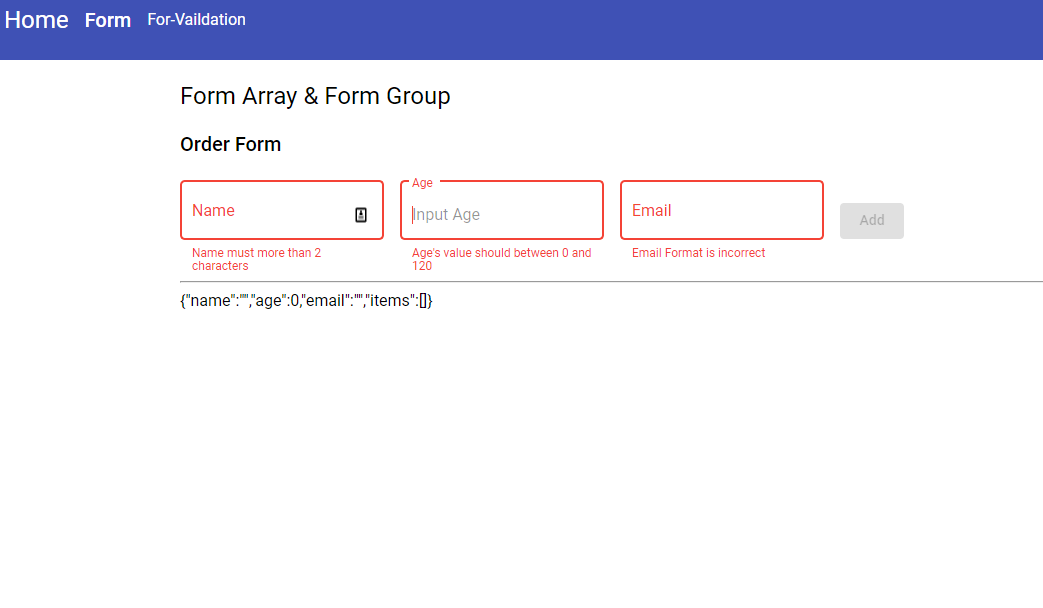 Home Form For-Vaildation
Form Array & Form Group
Order Form
Age
Name Input Age Email Add
Name must more than 2 Age's value should between 0 and Email Format is incorrect
characters 120
{"name":"","age":0,"email":"","items":[]}